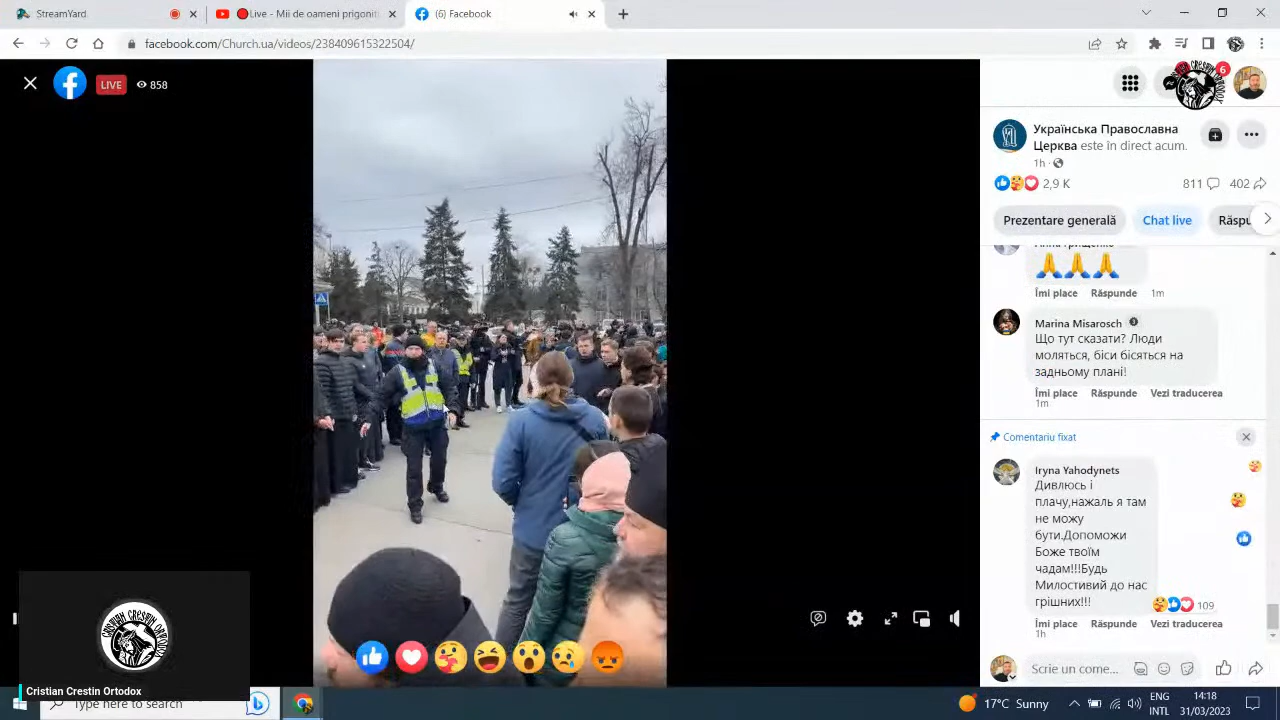 StreamYard
Live - Mii de oameni prigoniti
(6) Facebook
facebook.com/Church.ua/videos/238409615322504/
LIVE
858
6
Українська Православна
Церква este în direct acum.
1h
2,9 K
811
402
Prezentare generală
Chat live
Răspu
Îmi place Răspunde 1m
Marina Misarosch
Що тут сказати? Люди
моляться, біси бісяться на
задньому плані!
Îmi place Răspunde Vezi traducerea
1m
Comentariu fixat
Iryna Yahodynets
Дивлюсь і
плачу,нажаль я там
не можу
бути.Допоможи
Боже твоїм
чадам!!!Будь
Милостивий до нас
грішних!!!
109
Îmi place Răspunde Vezi traducerea
1h
Scrie un come...
CRESTIN ORTODOX
Cristian Crestin Ortodox
Type here to search
17°C Sunny
ENG
INTL
14:18
31/03/2023